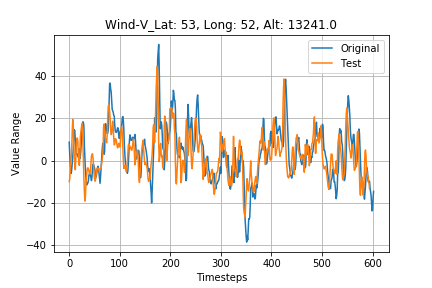 Wind-V_Lat: 53, Long: 52, Alt: 13241.0
Original
Test
Value Range
40
20
0
−20
−40
0 100 200 300 400 500 600
Timesteps